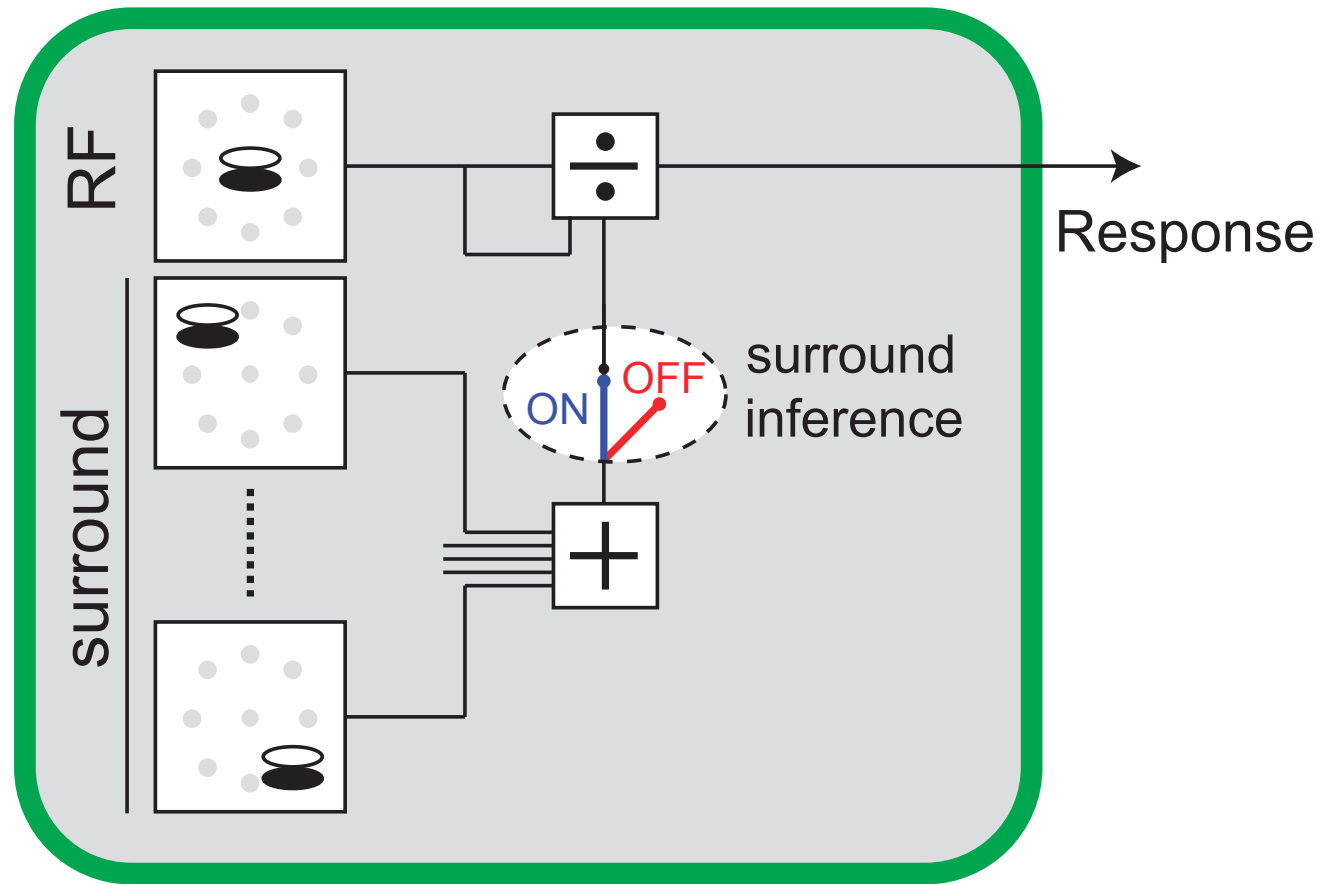 RF
÷
Response
surround
ON
OFF
surround
inference
+